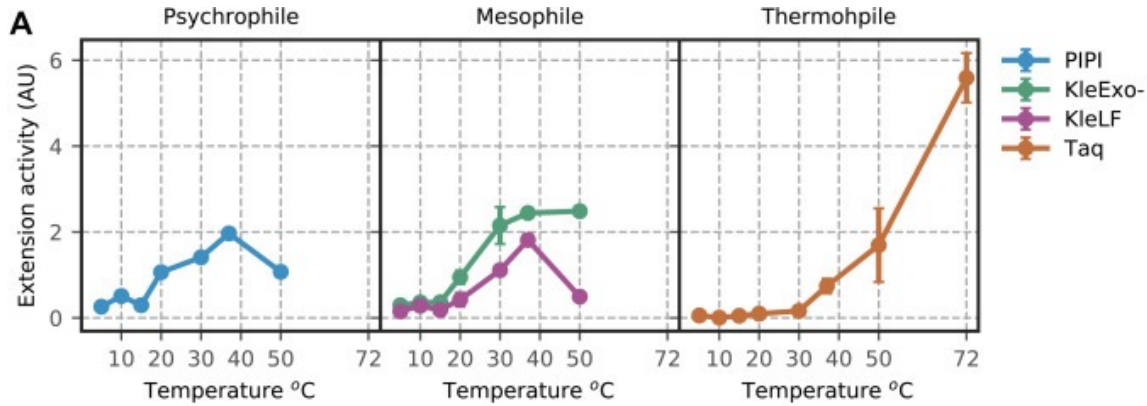 A
Psychrophile Mesophile Thermohpile
Extension activity (AU)
6
4
2
0
10 20 30 40 50 72
10 20 30 40 50 72
10 20 30 40 50 72
Temperature °C Temperature °C Temperature °C
PIPI
KleExo-
KleLF
Taq